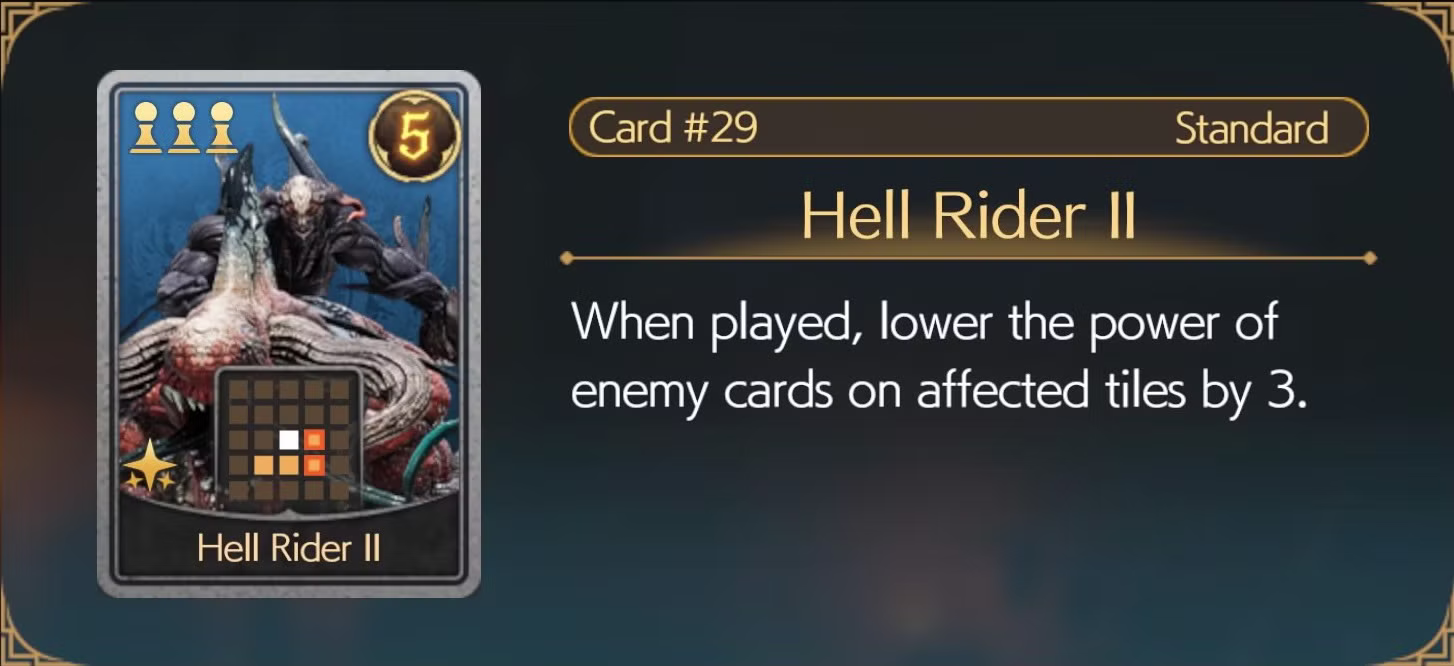 5
Hell Rider II
Card #29 Standard
Hell Rider II
When played, lower the power of
enemy cards on affected tiles by 3.